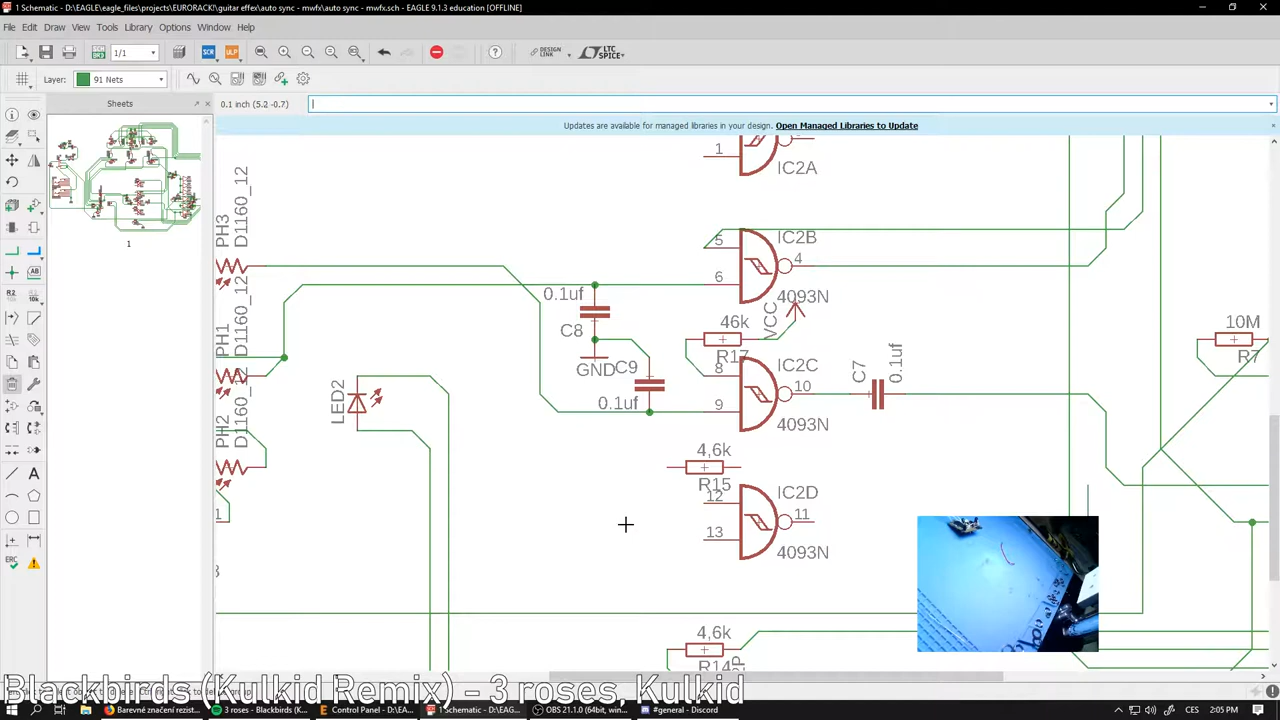 1 Schematic - D:\EAGLE\eagle_files\projects\EURORACK\!guitar effex\auto sync - mwfx\auto sync - mwfx.sch - EAGLE 9.1.3 education [OFFLINE]
File Edit Draw View Tools Library Options Window Help
SCR ULP 1/1 DESIGN LINK LTC SPICE
Layer: 91 Nets
Sheets
0.1 inch (5.2 -0.7)
Updates are available for managed libraries in your design. Open Managed Libraries to Update
1
IC2A
PH3
D1160_12
5
IC2B
4
6
4093N
0.1uf
C8
GND
C9
0.1uf
46k
VCC
R17
8
IC2C
10
9
4093N
C7
0.1uf
10M
R7
PH1
D1160_12
PH2
D1160_12
LED2
4,6k
R15
12
IC2D
11
13
4093N
4,6k
R14
1
Blackbirds (Kulkid Remix) - 3 roses, Kulkid
Barevné značení rezist...
3 roses - Blackbirds (K...
Control Panel - D:\EA...
1 Schematic - D:\EAG...
OBS 21.1.0 (64bit, win...
#general - Discord
CES 2:05 PM